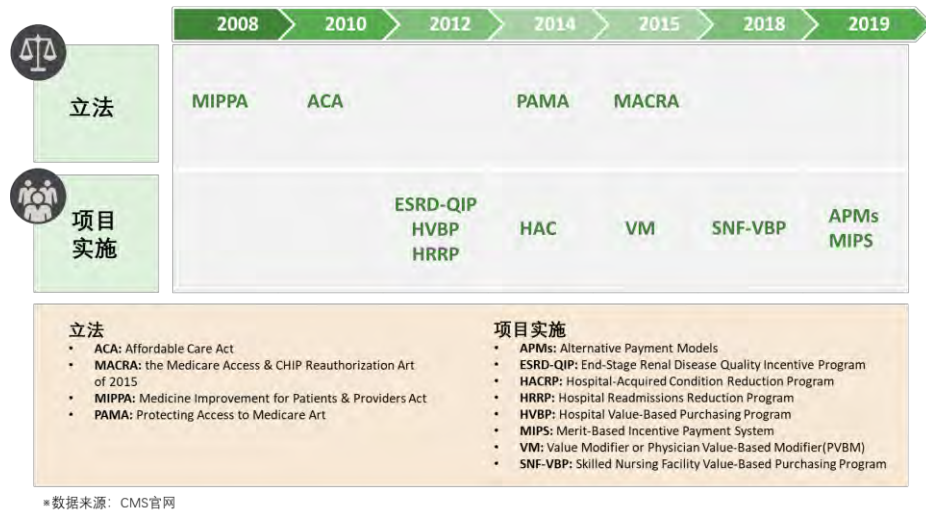 2008 2010 2012 2014 2015 2018 2019
立法
MIPPA ACA PAMA MACRA
项目
实施
ESRD-QIP
HVBP
HRRP
HAC VM SNF-VBP
APMs
MIPS
立法
• ACA: Affordable Care Act
• MACRA: the Medicare Access & CHIP Reauthorization Art
of 2015
• MIPPA: Medicine Improvement for Patients & Providers Act
• PAMA: Protecting Access to Medicare Art
项目实施
• APMs: Alternative Payment Models
• ESRD-QIP: End-Stage Renal Disease Quality Incentive Program
• HACRP: Hospital-Acquired Condition Reduction Program
• HRRP: Hospital Readmissions Reduction Program
• HVBP: Hospital Value-Based Purchasing Program
• MIPS: Merit-Based Incentive Payment System
• VM: Value Modifier or Physician Value-Based Modifier(PVBM)
• SNF-VBP: Skilled Nursing Facility Value-Based Purchasing Program
※数据来源：CMS官网